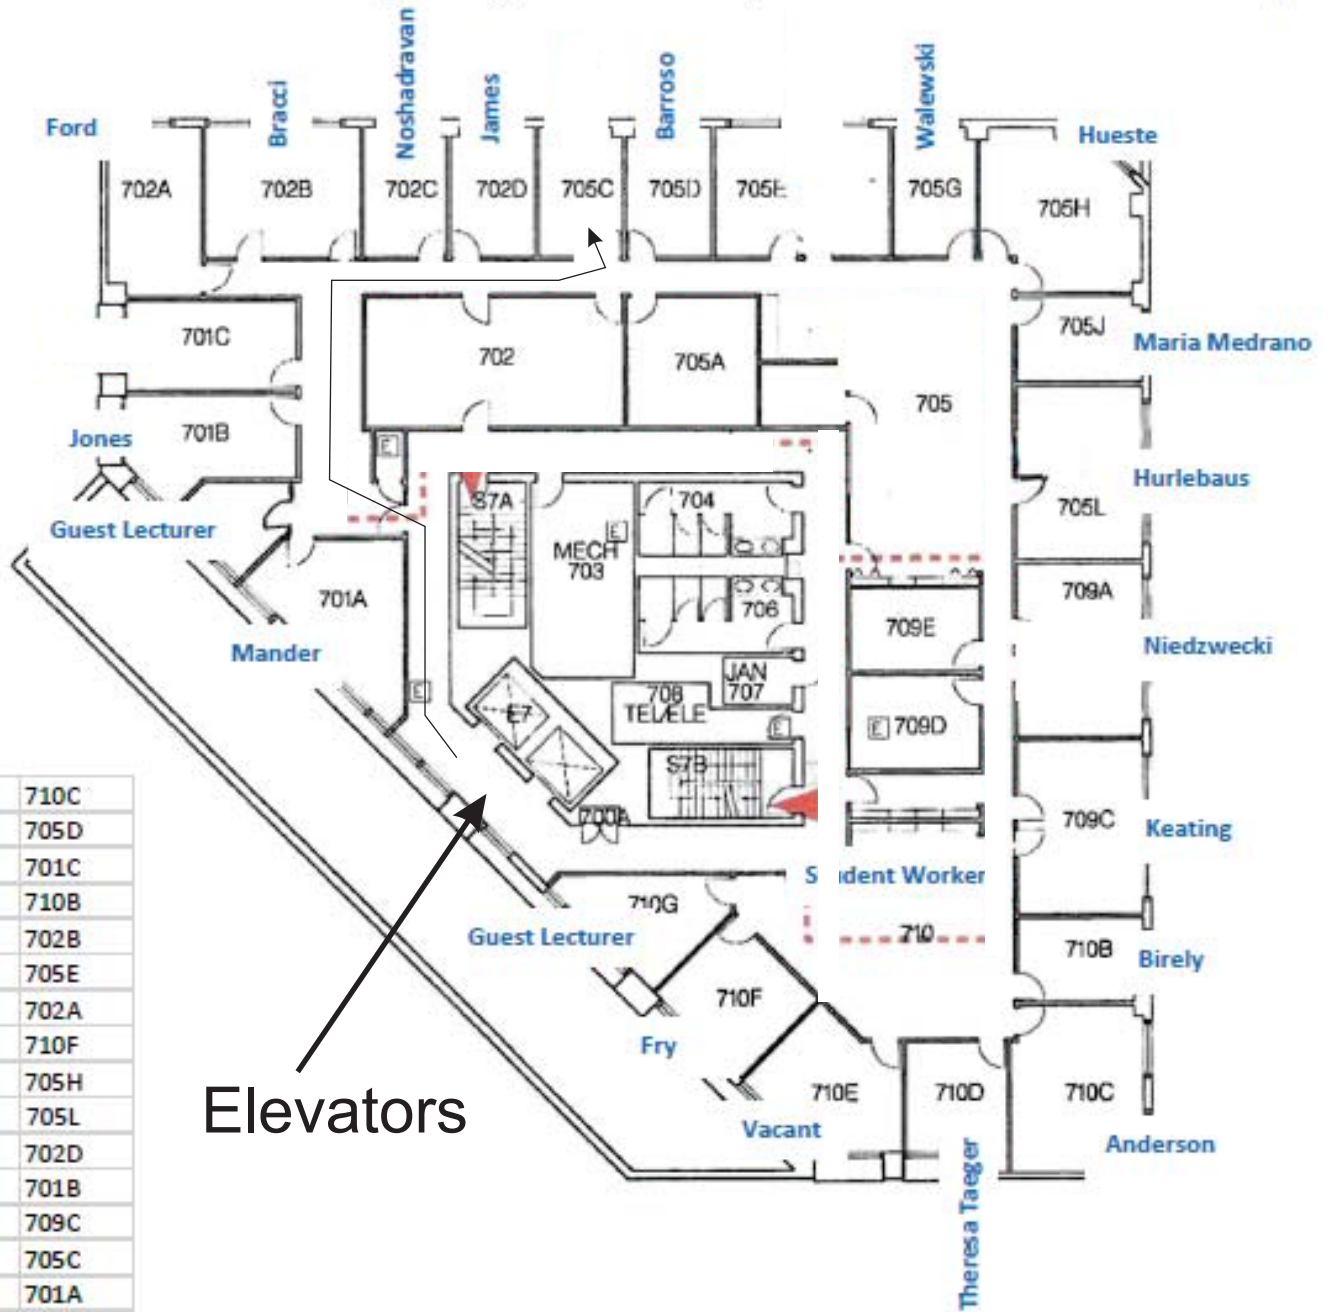 Ford
Bracci
Noshadravan
James
Barroso
Walewski
Hueste
702A
702B
702C
702D
705C
705D
705E
705G
705H
701C
702
705A
705
705J
Maria Medrano
Jones
701B
E
Hurlebaus
705L
Guest Lecturer
S7A
704
E
MECH
703
706
701A
709E
709A
Niedzwecki
Mander
JAN
707
708
TEL/ELE
E
E7
E
E
709D
S7B
700A
709C
Keating
Student Worker
710G
Guest Lecturer
710
710B
Birely
710F
Fry
710E
Vacant
710D
Theresa Taeger
710C
Anderson
Elevators
710C
705D
701C
710B
702B
705E
702A
710F
705H
705L
702D
701B
709C
705C
701A